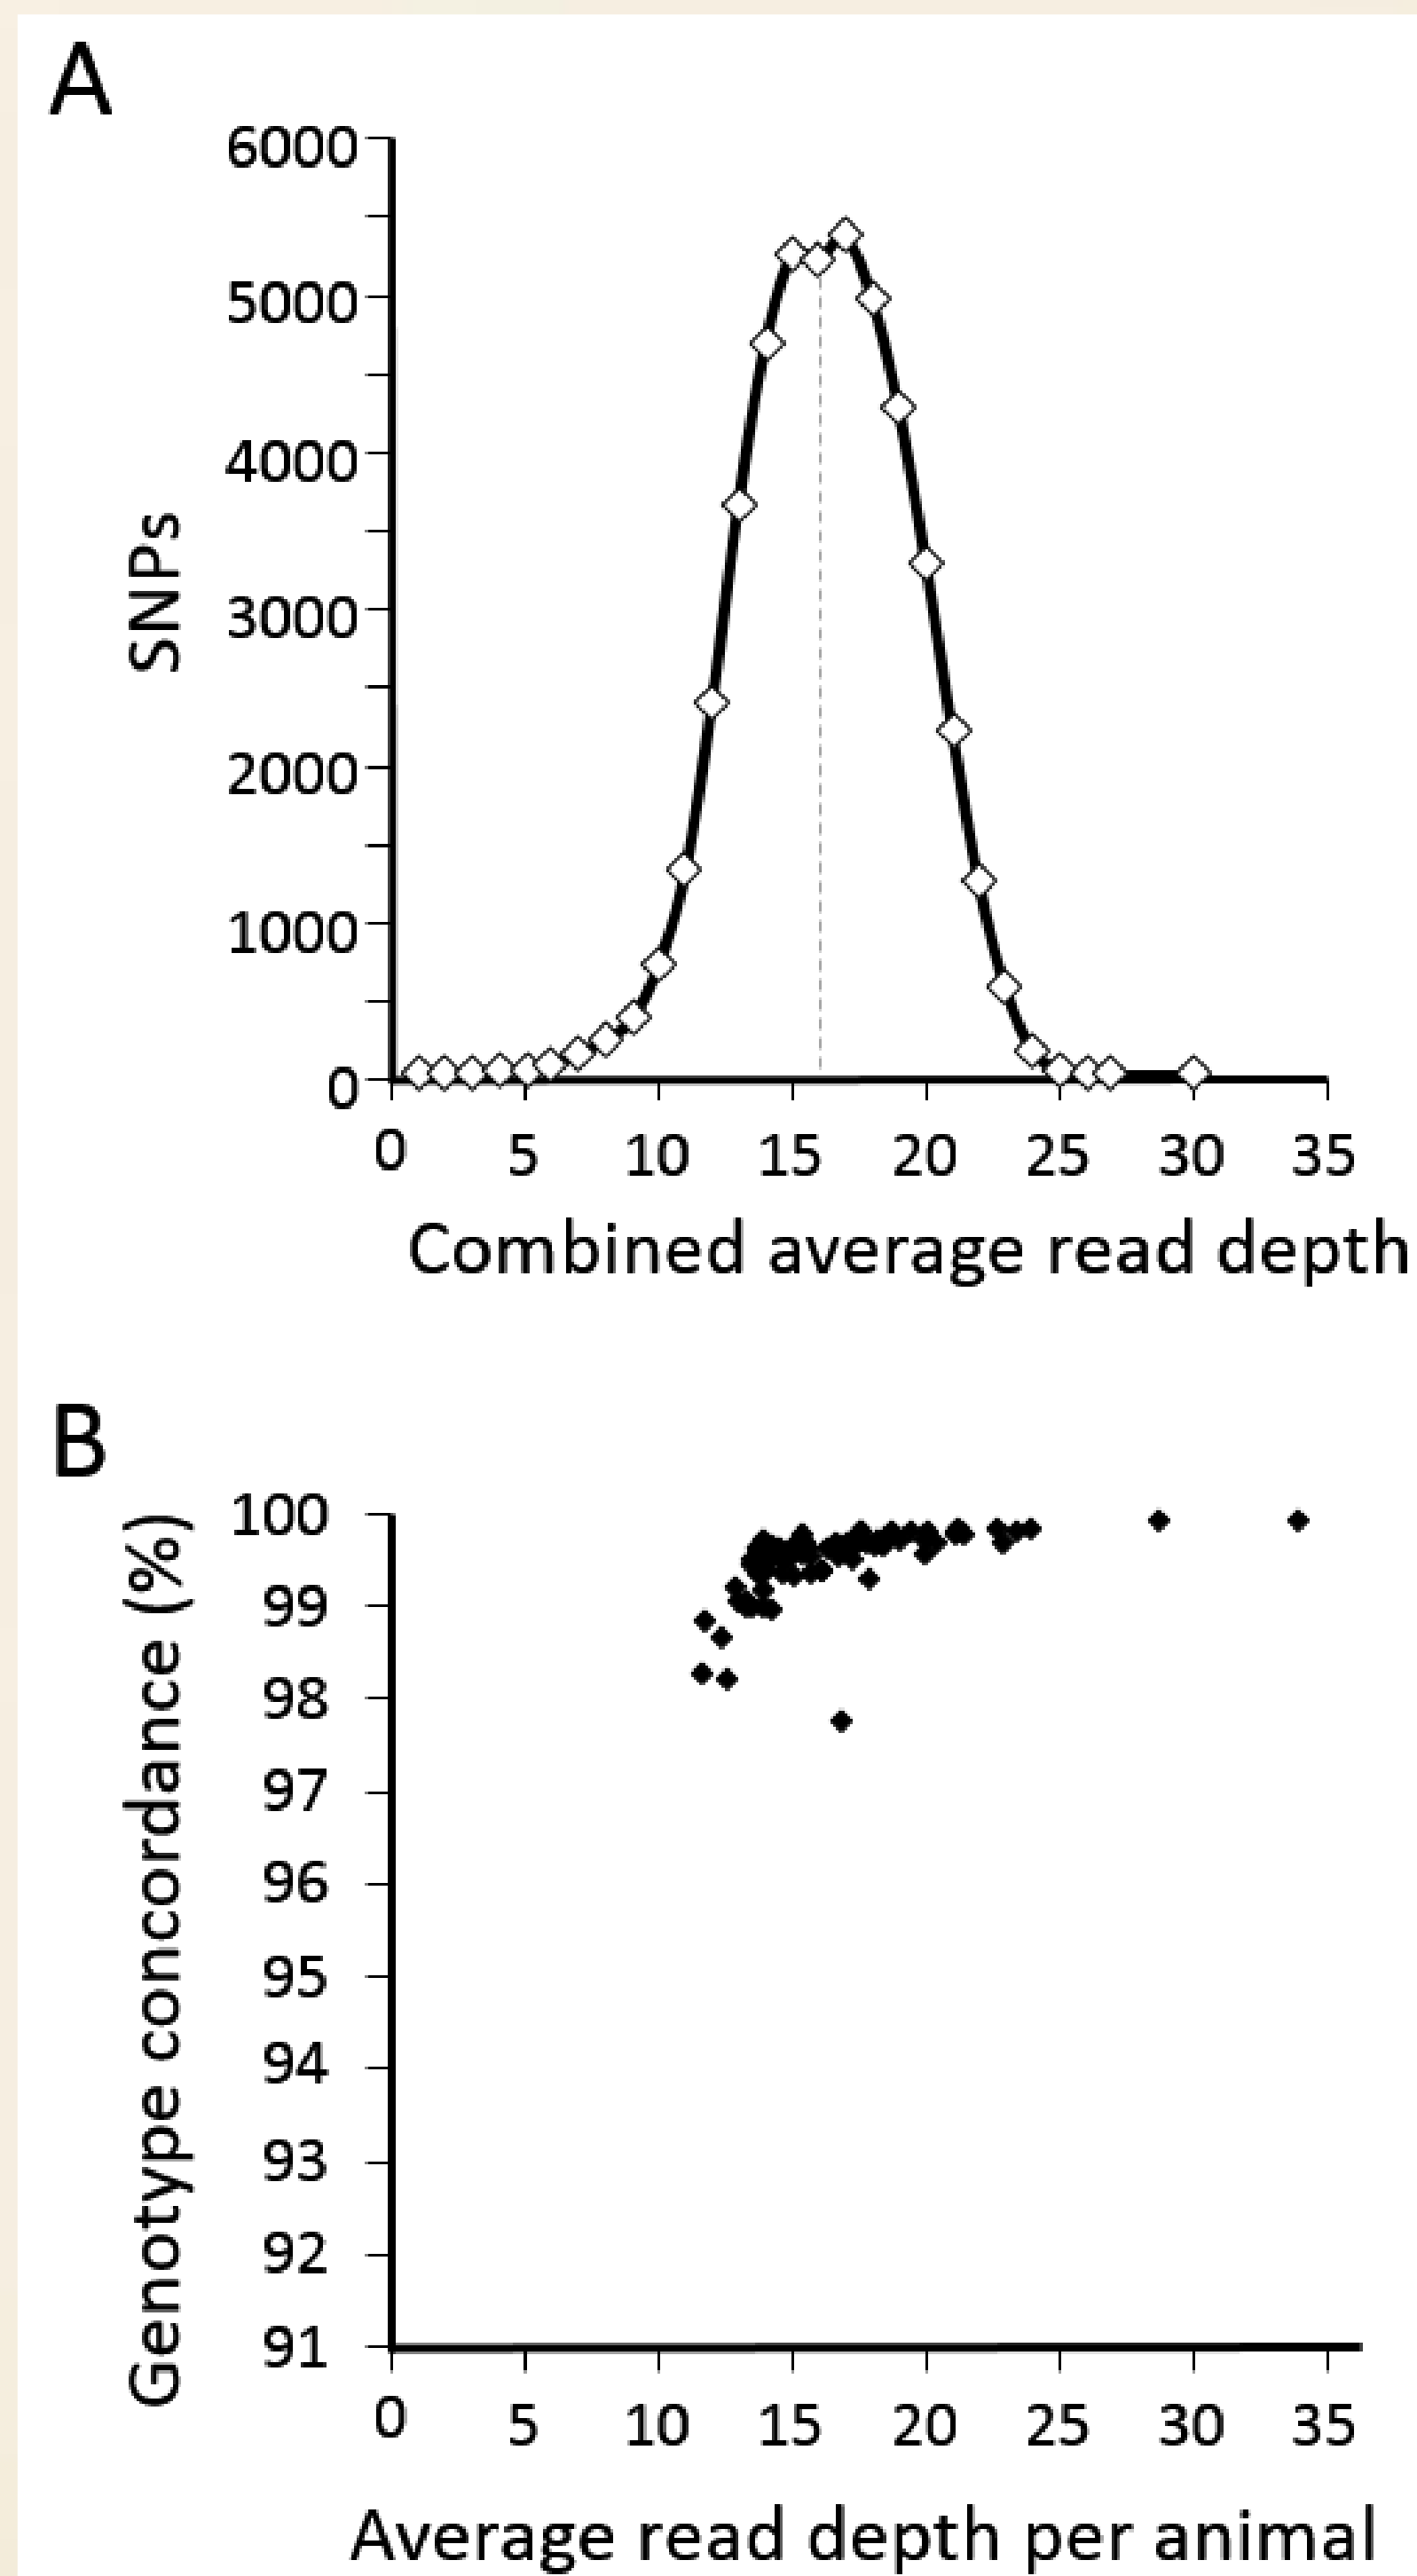 A
6000
5000
4000
3000
2000
1000
0
SNPs
0 5 10 15 20 25 30 35
Combined average read depth
B
100
99
98
97
96
95
94
93
92
91
Genotype concordance (%)
0 5 10 15 20 25 30 35
Average read depth per animal